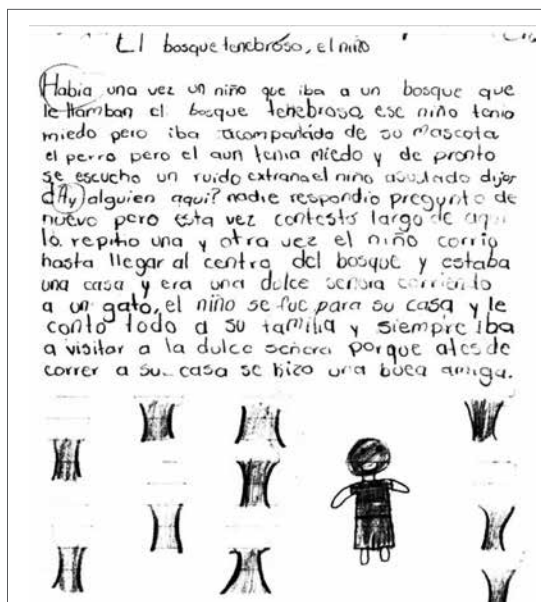 El bosque tenebroso, el niño
Habia una vez un niño que iba a un bosque que
le llamban el bosque tenebroso, ese niño tenia
miedo pero iba acompañado de su mascota
el perro pero el aun tenia miedo y de pronto
se escucho un ruido extraña el niño asustado dijo:
¿Ay alguien aqui? nadie respondio pregunto de
nuevo pero esta vez contesto largo de aqui
lo repitio una y otra vez el niño corrio
hasta llegar al centro del bosque y estaba
una casa y era una dulce señora corriendo
a un gato, el niño se fue para su casa y le
conto todo a su familia y siempre iba
a visitar a la dulce señora porque ates de
correr a su casa se hizo una buea amiga.